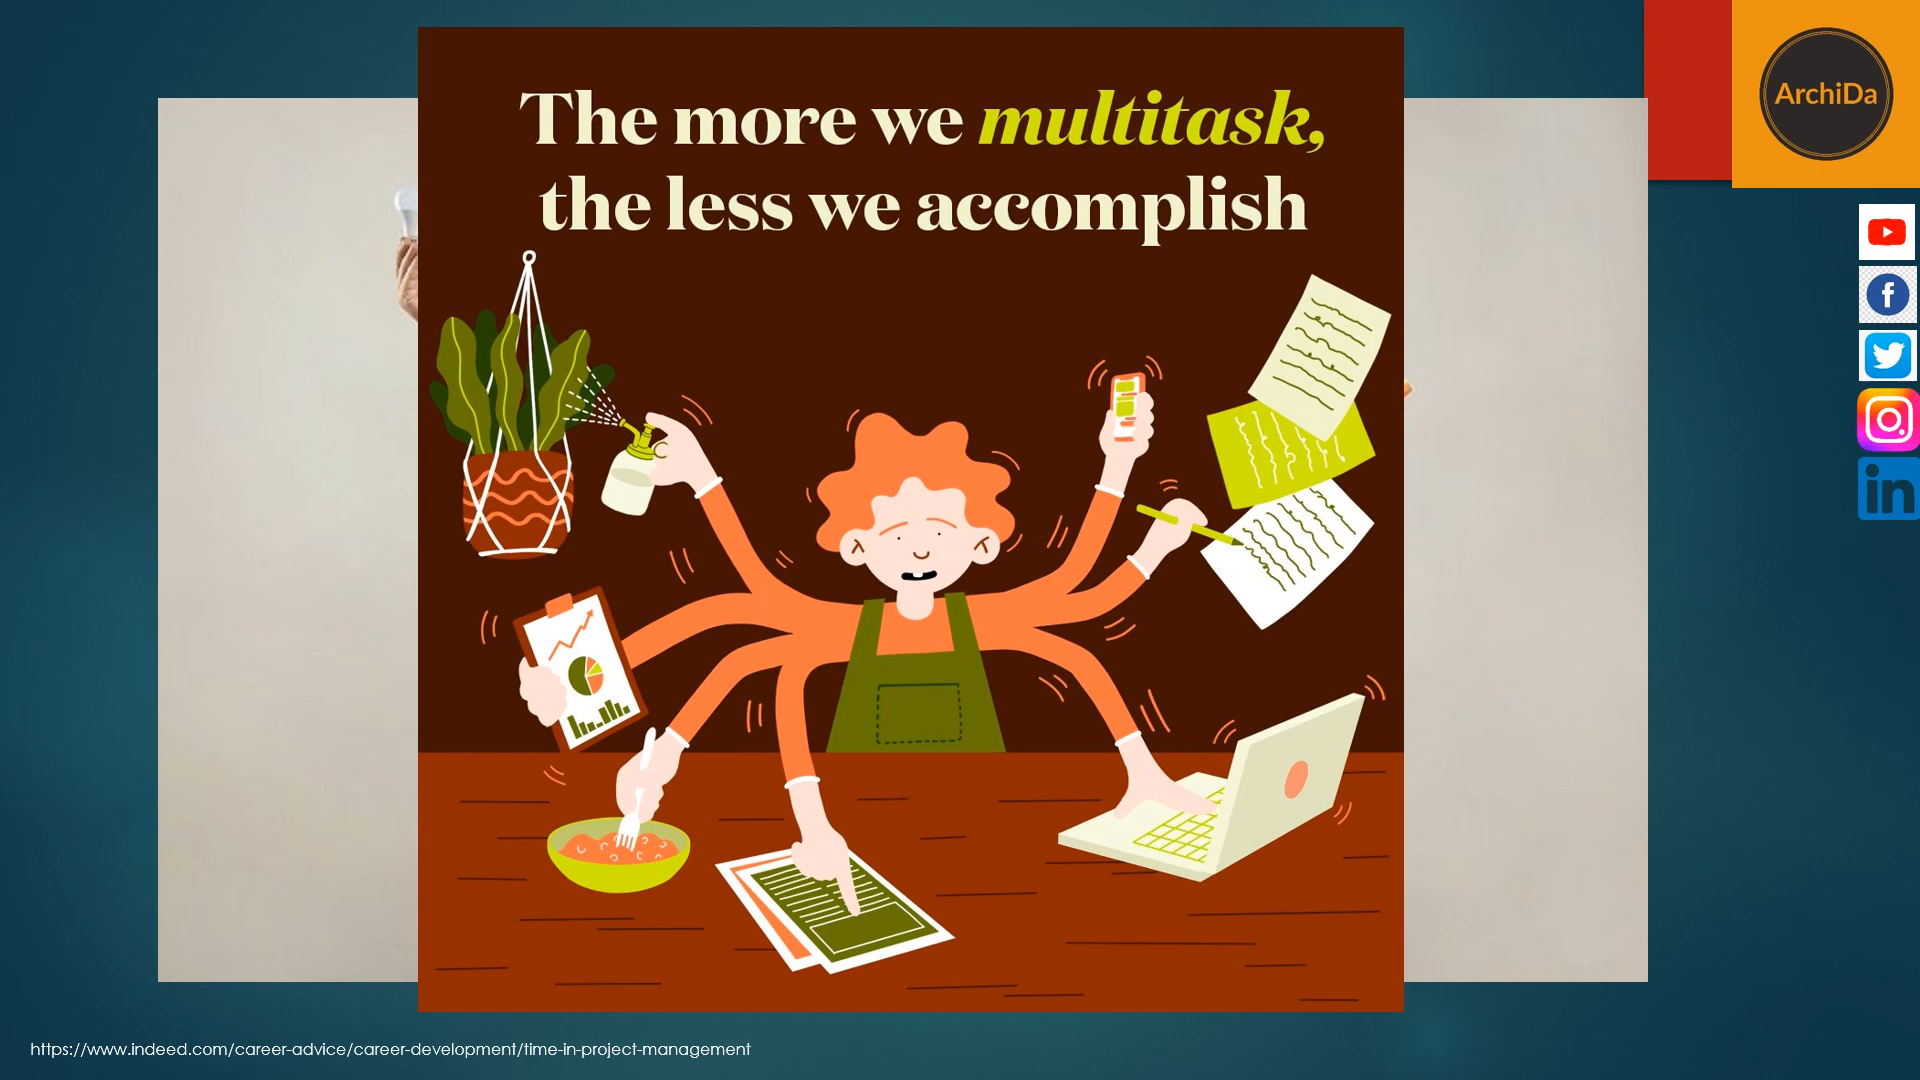 The more we multitask,
the less we accomplish
ArchiDa
f
in
https://www.indeed.com/career-advice/career-development/time-in-project-management